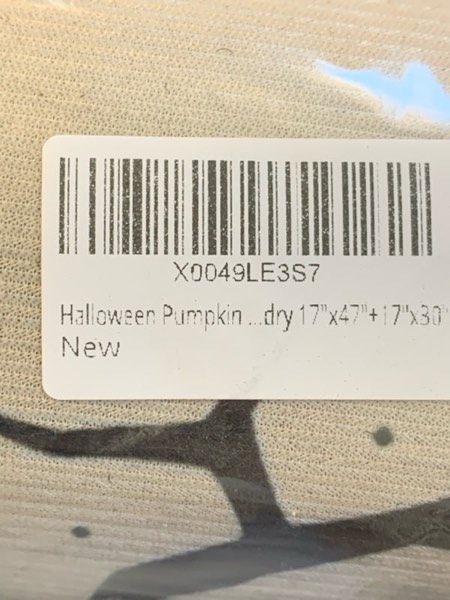 X0049LE3S7
Halloween Pumpkin ...dry 17"x47"+17"x30"
New